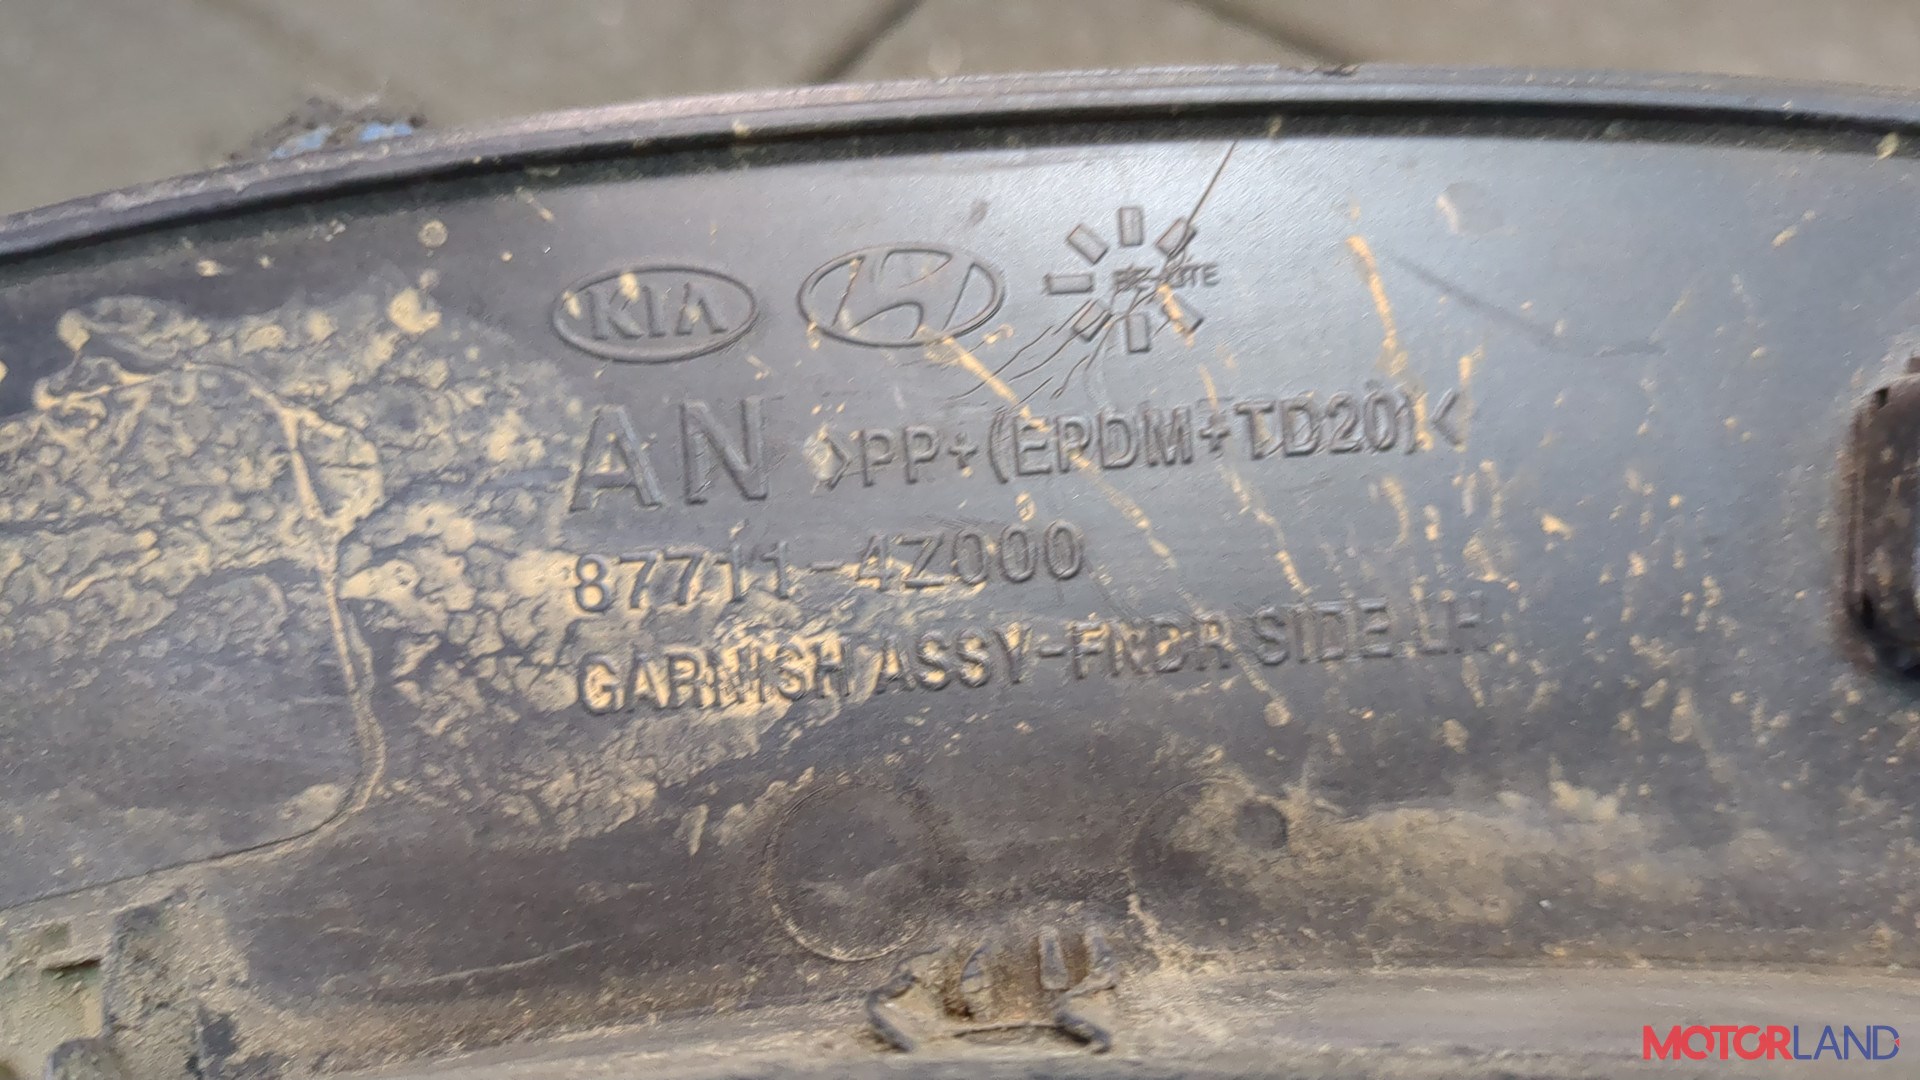 KIA
AN >PP+(EPDM+TD20)<
87711-4Z000
GARNISH ASSY-FNDR SIDE.LH
MOTORLAND